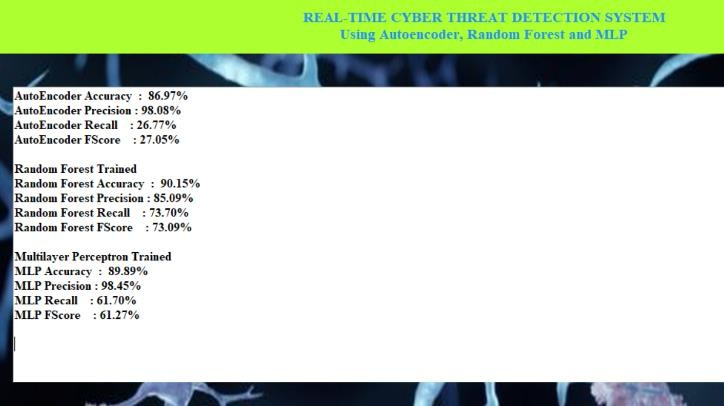 REAL-TIME CYBER THREAT DETECTION SYSTEM
Using Autoencoder, Random Forest and MLP
AutoEncoder Accuracy : 86.97%
AutoEncoder Precision : 98.08%
AutoEncoder Recall : 26.77%
AutoEncoder FScore : 27.05%
Random Forest Trained
Random Forest Accuracy : 90.15%
Random Forest Precision : 85.09%
Random Forest Recall : 73.70%
Random Forest FScore : 73.09%
Multilayer Perceptron Trained
MLP Accuracy : 89.89%
MLP Precision : 98.45%
MLP Recall : 61.70%
MLP FScore : 61.27%